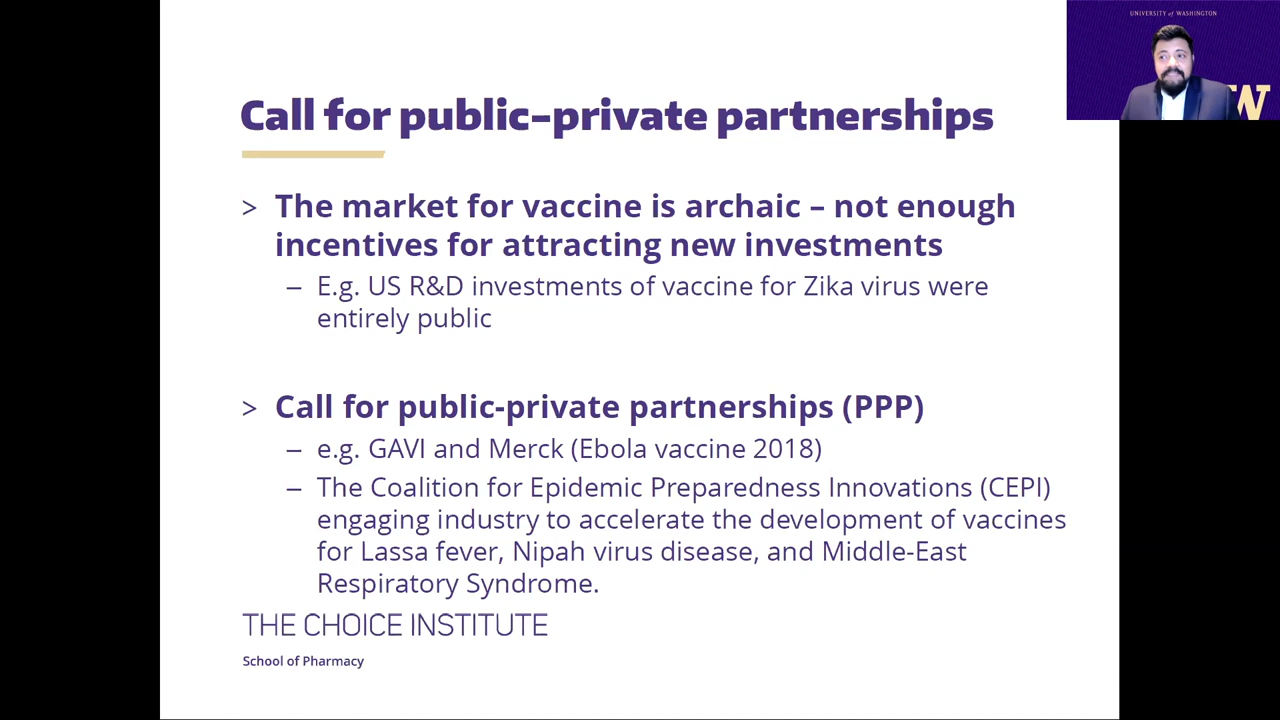 UNIVERSITY of WASHINGTON
W
Call for public–private partnerships
> The market for vaccine is archaic – not enough
incentives for attracting new investments
– E.g. US R&D investments of vaccine for Zika virus were
entirely public
> Call for public-private partnerships (PPP)
– e.g. GAVI and Merck (Ebola vaccine 2018)
– The Coalition for Epidemic Preparedness Innovations (CEPI)
engaging industry to accelerate the development of vaccines
for Lassa fever, Nipah virus disease, and Middle-East
Respiratory Syndrome.
THE CHOICE INSTITUTE
School of Pharmacy